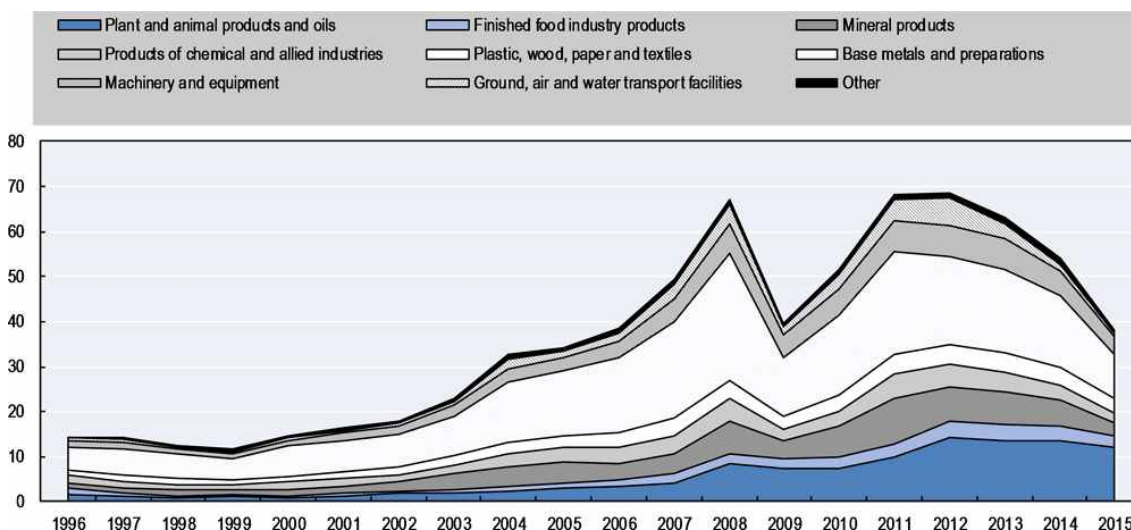 Plant and animal products and oils Finished food industry products Mineral products
Products of chemical and allied industries Plastic, wood, paper and textiles Base metals and preparations
Machinery and equipment Ground, air and water transport facilities Other
80
70
60
50
40
30
20
10
0
1996 1997 1998 1999 2000 2001 2002 2003 2004 2005 2006 2007 2008 2009 2010 2011 2012 2013 2014 2015